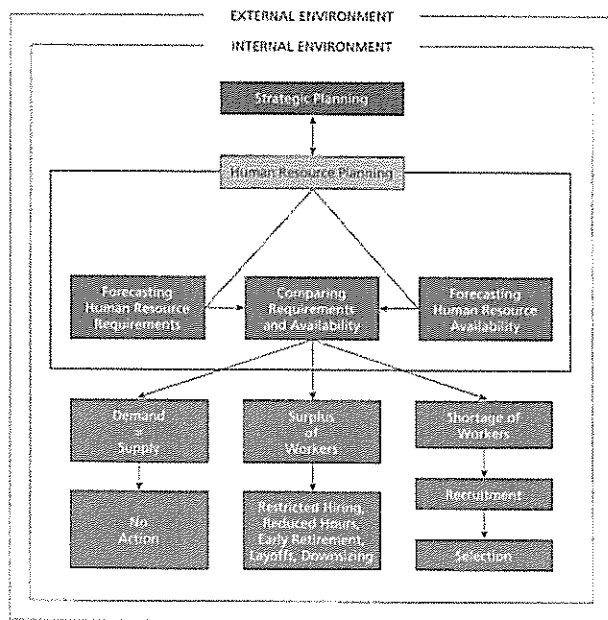 EXTERNAL ENVIRONMENT
INTERNAL ENVIRONMENT
Strategic Planning
Human Resource Planning
Forecasting
Human Resource
Requirements
Comparing
Requirements
and Availability
Forecasting
Human Resource
Availability
Demand
=
Supply
Surplus
of
Workers
Shortage of
Workers
No
Action
Restricted Hiring,
Reduced Hours,
Early Retirement,
Layoffs, Downsizing
Recruitment
Selection